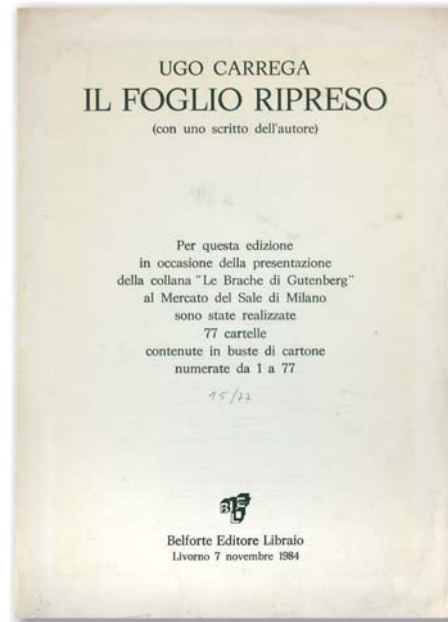 UGO CARREGA
IL FOGLIO RIPRESO
(con uno scritto dell'autore)
Per questa edizione
in occasione della presentazione
della collana "Le Brache di Gutenberg"
al Mercato del Sale di Milano
sono state realizzate
77 cartelle
contenute in buste di cartone
numerate da 1 a 77
15/77
Belforte Editore Libraio
Livorno 7 novembre 1984